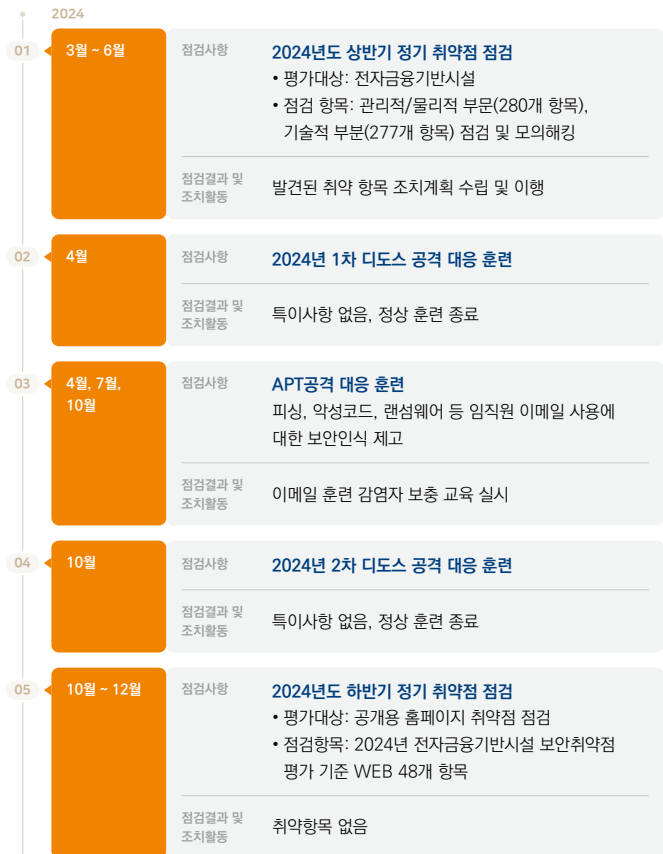 2024
01
3월 ~ 6월
점검사항
2024년도 상반기 정기 취약점 점검
• 평가대상: 전자금융기반시설
• 점검 항목: 관리적/물리적 부문(280개 항목),
기술적 부분(277개 항목) 점검 및 모의해킹
점검결과 및
조치활동
발견된 취약 항목 조치계획 수립 및 이행
02
4월
점검사항
2024년 1차 디도스 공격 대응 훈련
점검결과 및
조치활동
특이사항 없음, 정상 훈련 종료
03
4월, 7월,
10월
점검사항
APT공격 대응 훈련
피싱, 악성코드, 랜섬웨어 등 임직원 이메일 사용에
대한 보안인식 제고
점검결과 및
조치활동
이메일 훈련 감염자 보충 교육 실시
04
10월
점검사항
2024년 2차 디도스 공격 대응 훈련
점검결과 및
조치활동
특이사항 없음, 정상 훈련 종료
05
10월 ~ 12월
점검사항
2024년도 하반기 정기 취약점 점검
• 평가대상: 공개용 홈페이지 취약점 점검
• 점검항목: 2024년 전자금융기반시설 보안취약점
평가 기준 WEB 48개 항목
점검결과 및
조치활동
취약항목 없음